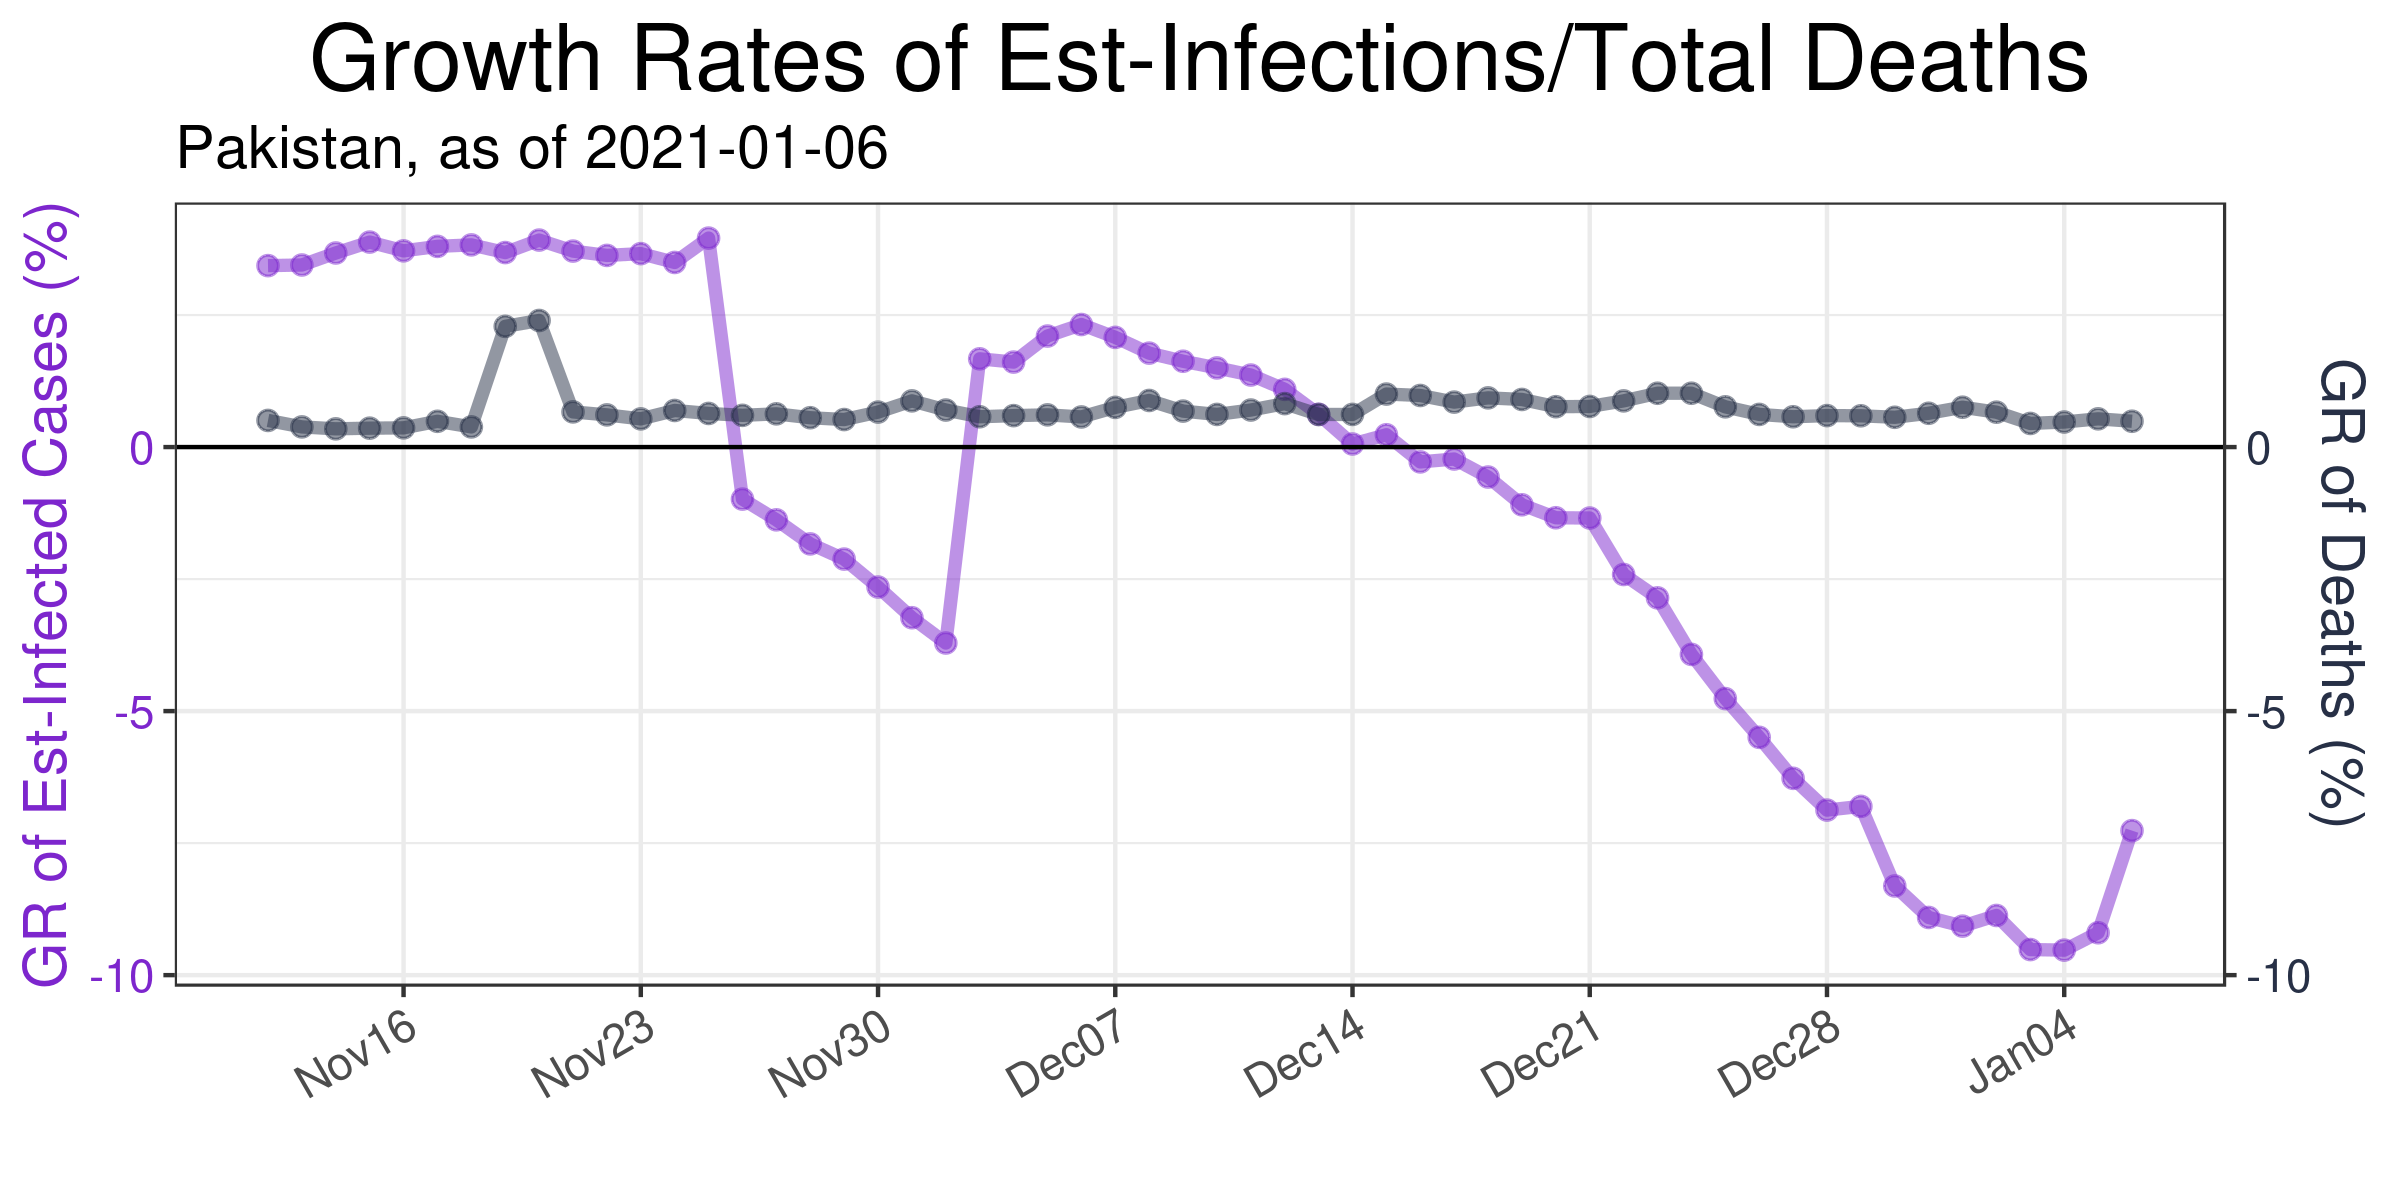 Growth Rates of Est-Infections/Total Deaths
Pakistan, as of 2021-01-06
GR of Est-Infected Cases (%)
0
-5
-10
GR of Deaths (%)
0
-5
-10
Nov16
Nov23
Nov30
Dec07
Dec14
Dec21
Dec28
Jan04